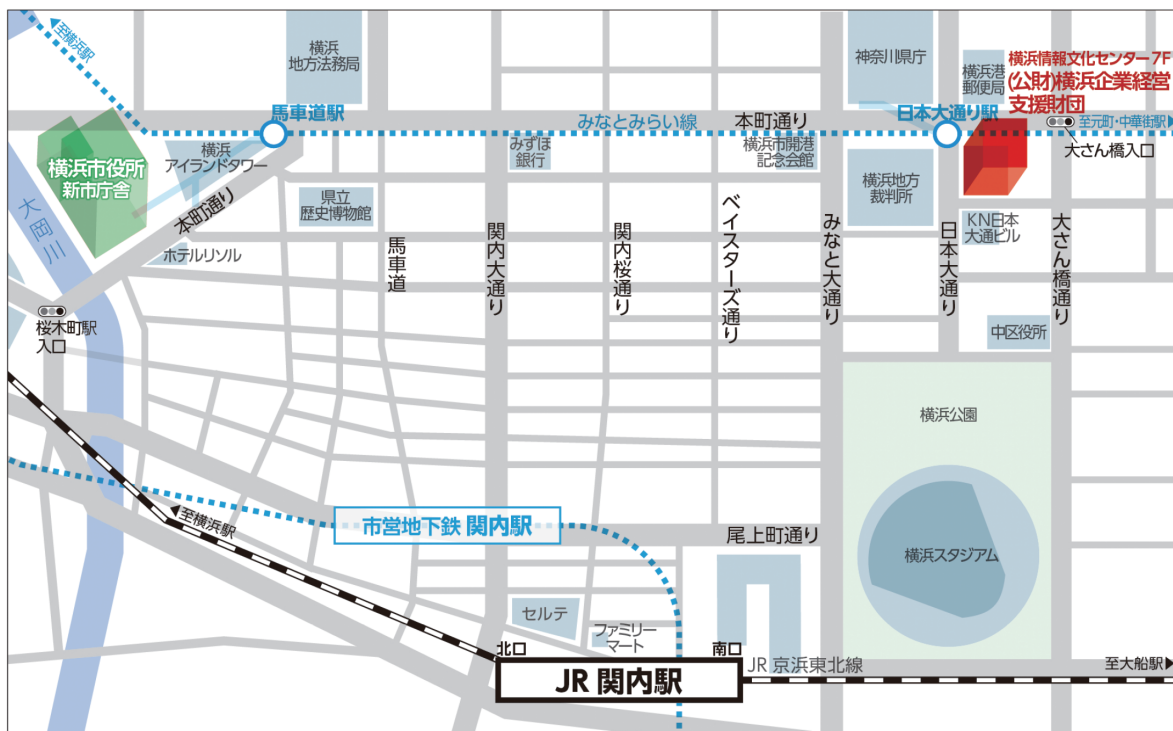 至横浜駅
横浜
地方法務局
神奈川県庁
横浜港
郵便局
横浜情報文化センター7F
(公財)横浜企業経営
支援財団
馬車道駅
みなとみらい線
本町通り
日本大通り駅
至元町・中華街駅
大さん橋入口
横浜市役所
新市庁舎
横浜
アイランドタワー
みずほ
銀行
横浜市開港
記念会館
横浜地方
裁判所
県立
歴史博物館
KN日本
大通ビル
大岡川
本町通り
ホテルリソル
馬車道
関内大通り
関内桜通り
ベイスターズ通り
みなと大通り
日本大通り
大さん橋通り
桜木町駅
入口
中区役所
横浜公園
至横浜駅
市営地下鉄 関内駅
尾上町通り
横浜スタジアム
セルテ
ファミリー
マート
北口
南口
JR 関内駅
JR 京浜東北線
至大船駅